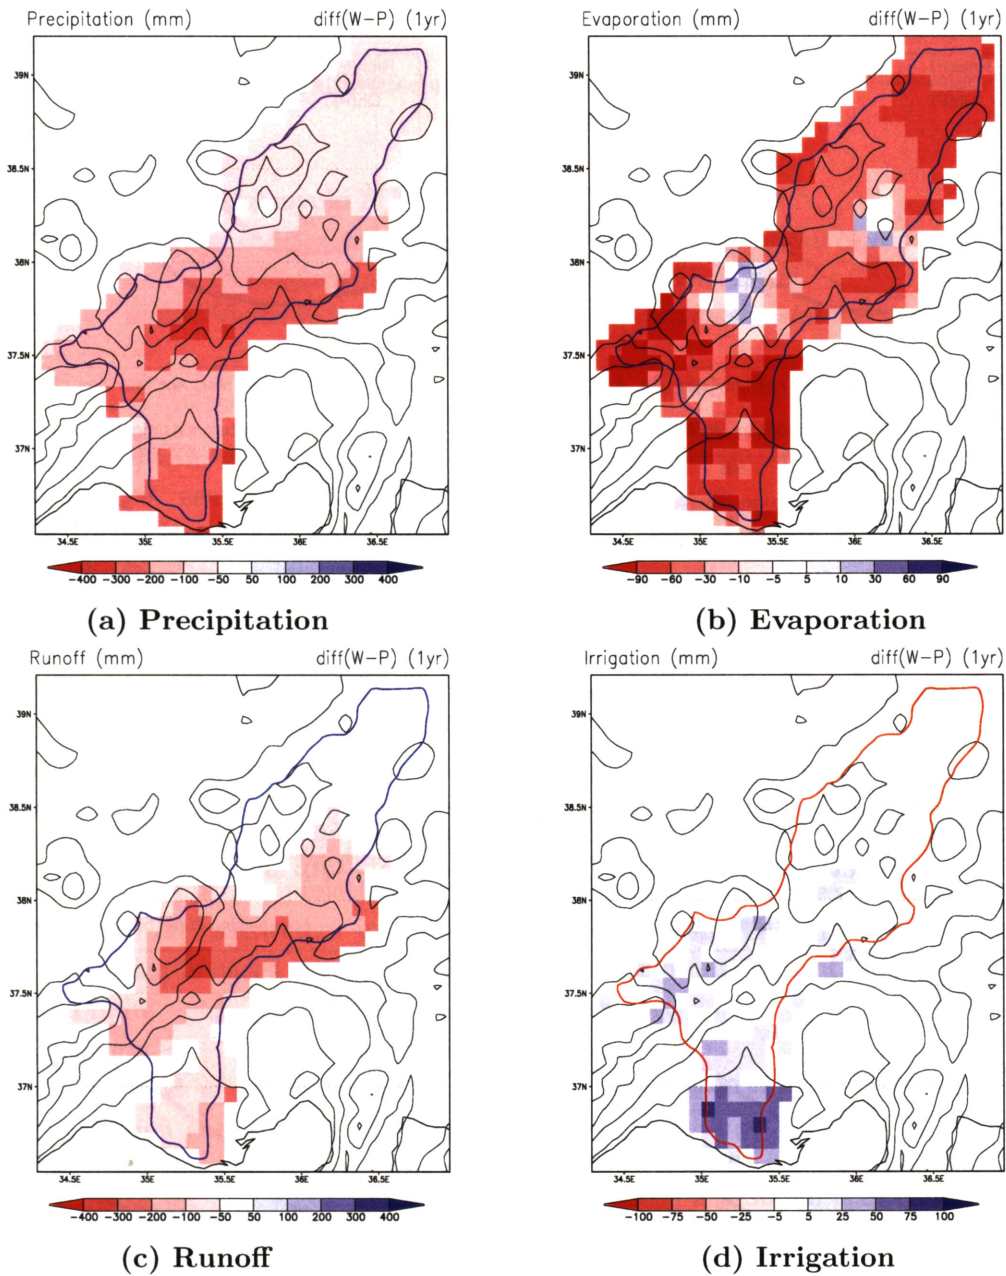 Precipitation (mm) diff(W-P) (1yr)
39N
38.5N
38N
37.5N
37N
34.5E 35E 35.5E 36E 36.5E
-400 -300 -200 -100 -50 50 100 200 300 400
(a) Precipitation
Evaporation (mm) diff(W-P) (1yr)
39N
38.5N
38N
37.5N
37N
34.5E 35E 35.5E 36E 36.5E
-90 -60 -30 -10 -5 5 10 30 60 90
(b) Evaporation
Runoff (mm) diff(W-P) (1yr)
39N
38.5N
38N
37.5N
37N
34.5E 35E 35.5E 36E 36.5E
-400 -300 -200 -100 -50 50 100 200 300 400
(c) Runoff
Irrigation (mm) diff(W-P) (1yr)
39N
38.5N
38N
37.5N
37N
34.5E 35E 35.5E 36E 36.5E
-100 -75 -50 -25 -5 5 25 50 75 100
(d) Irrigation